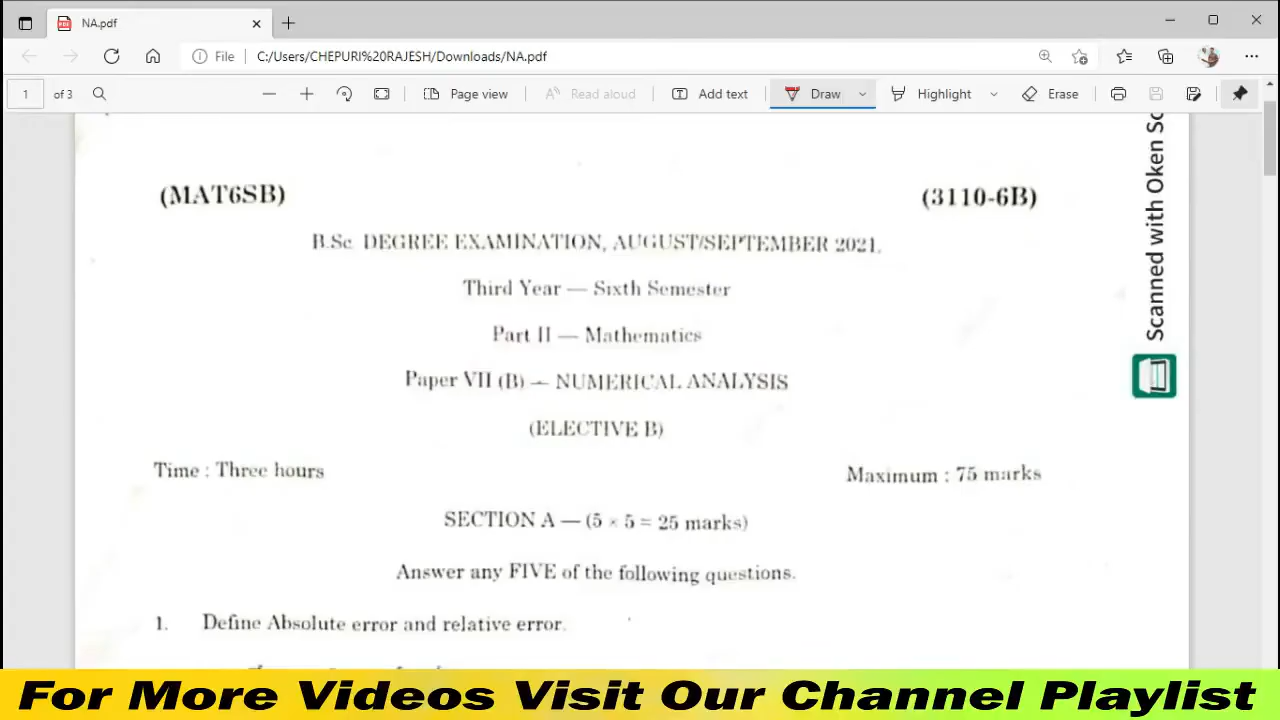 NA.pdf
File
C:/Users/CHEPURI%20RAJESH/Downloads/NA.pdf
1 of 3
Page view
Read aloud
Add text
Draw
Highlight
Erase
Scanned with Oken Sc
(MAT6SB) (3110-6B)
B.Sc. DEGREE EXAMINATION, AUGUST/SEPTEMBER 2021.
Third Year — Sixth Semester
Part II — Mathematics
Paper VII (B) — NUMERICAL ANALYSIS
(ELECTIVE B)
Time : Three hours Maximum : 75 marks
SECTION A — (5 × 5 = 25 marks)
Answer any FIVE of the following questions.
1. Define Absolute error and relative error.
For More Videos Visit Our Channel Playlist